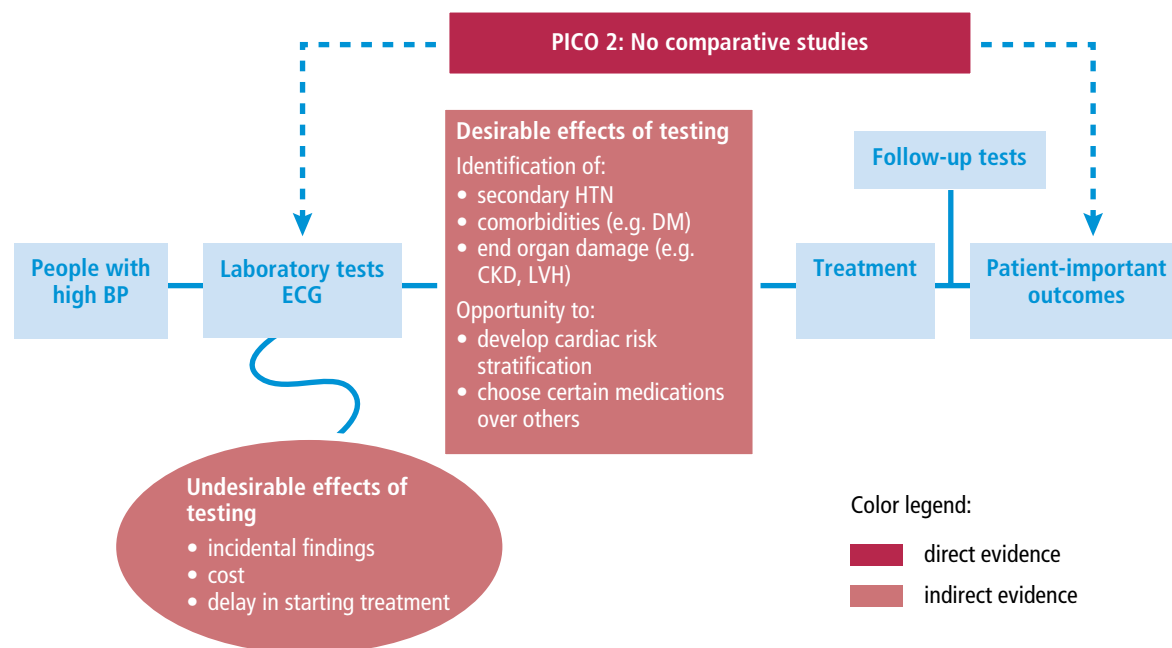 PICO 2: No comparative studies
People with
high BP
Laboratory tests
ECG
Desirable effects of testing
Identification of:
• secondary HTN
• comorbidities (e.g. DM)
• end organ damage (e.g.
CKD, LVH)
Opportunity to:
• develop cardiac risk
stratification
• choose certain medications
over others
Treatment
Follow-up tests
Patient-important
outcomes
Undesirable effects of
testing
• incidental findings
• cost
• delay in starting treatment
Color legend:
direct evidence
indirect evidence